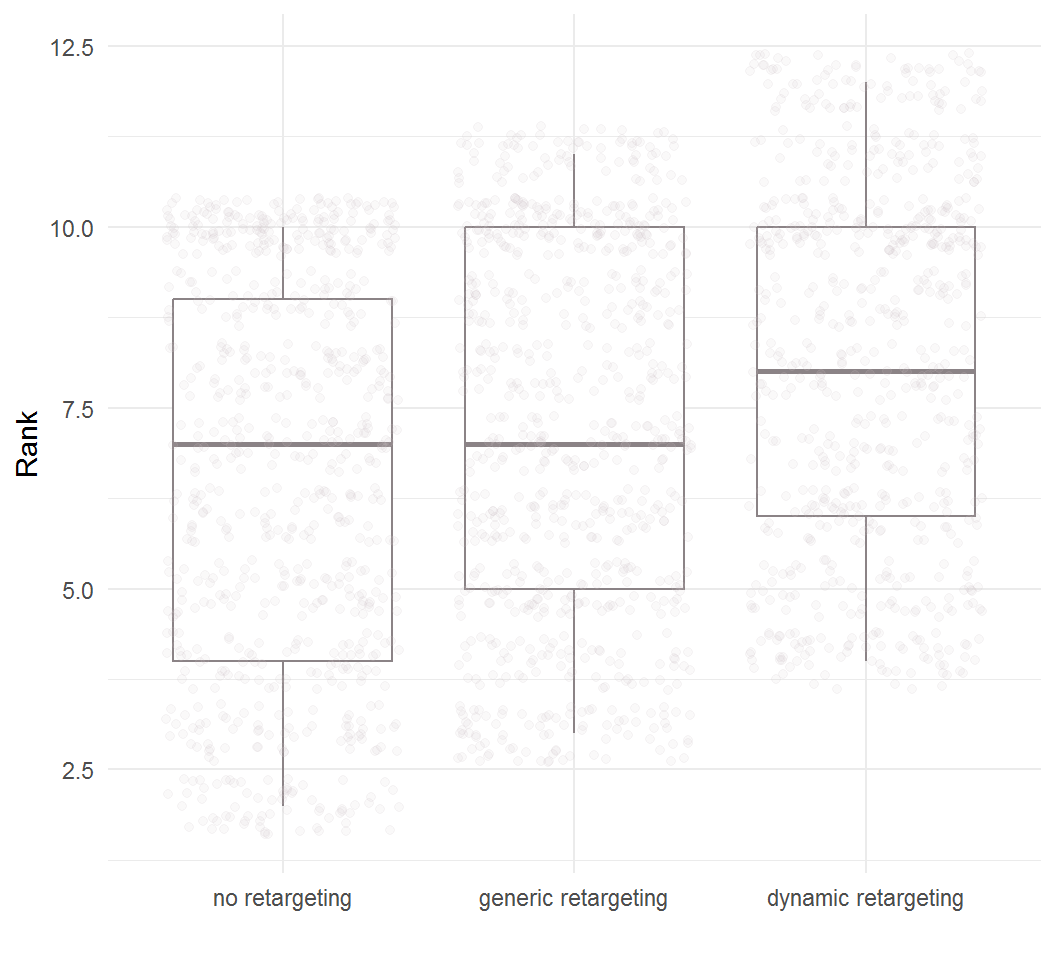 12.5
10.0
7.5
5.0
2.5
Rank
no retargeting
generic retargeting
dynamic retargeting